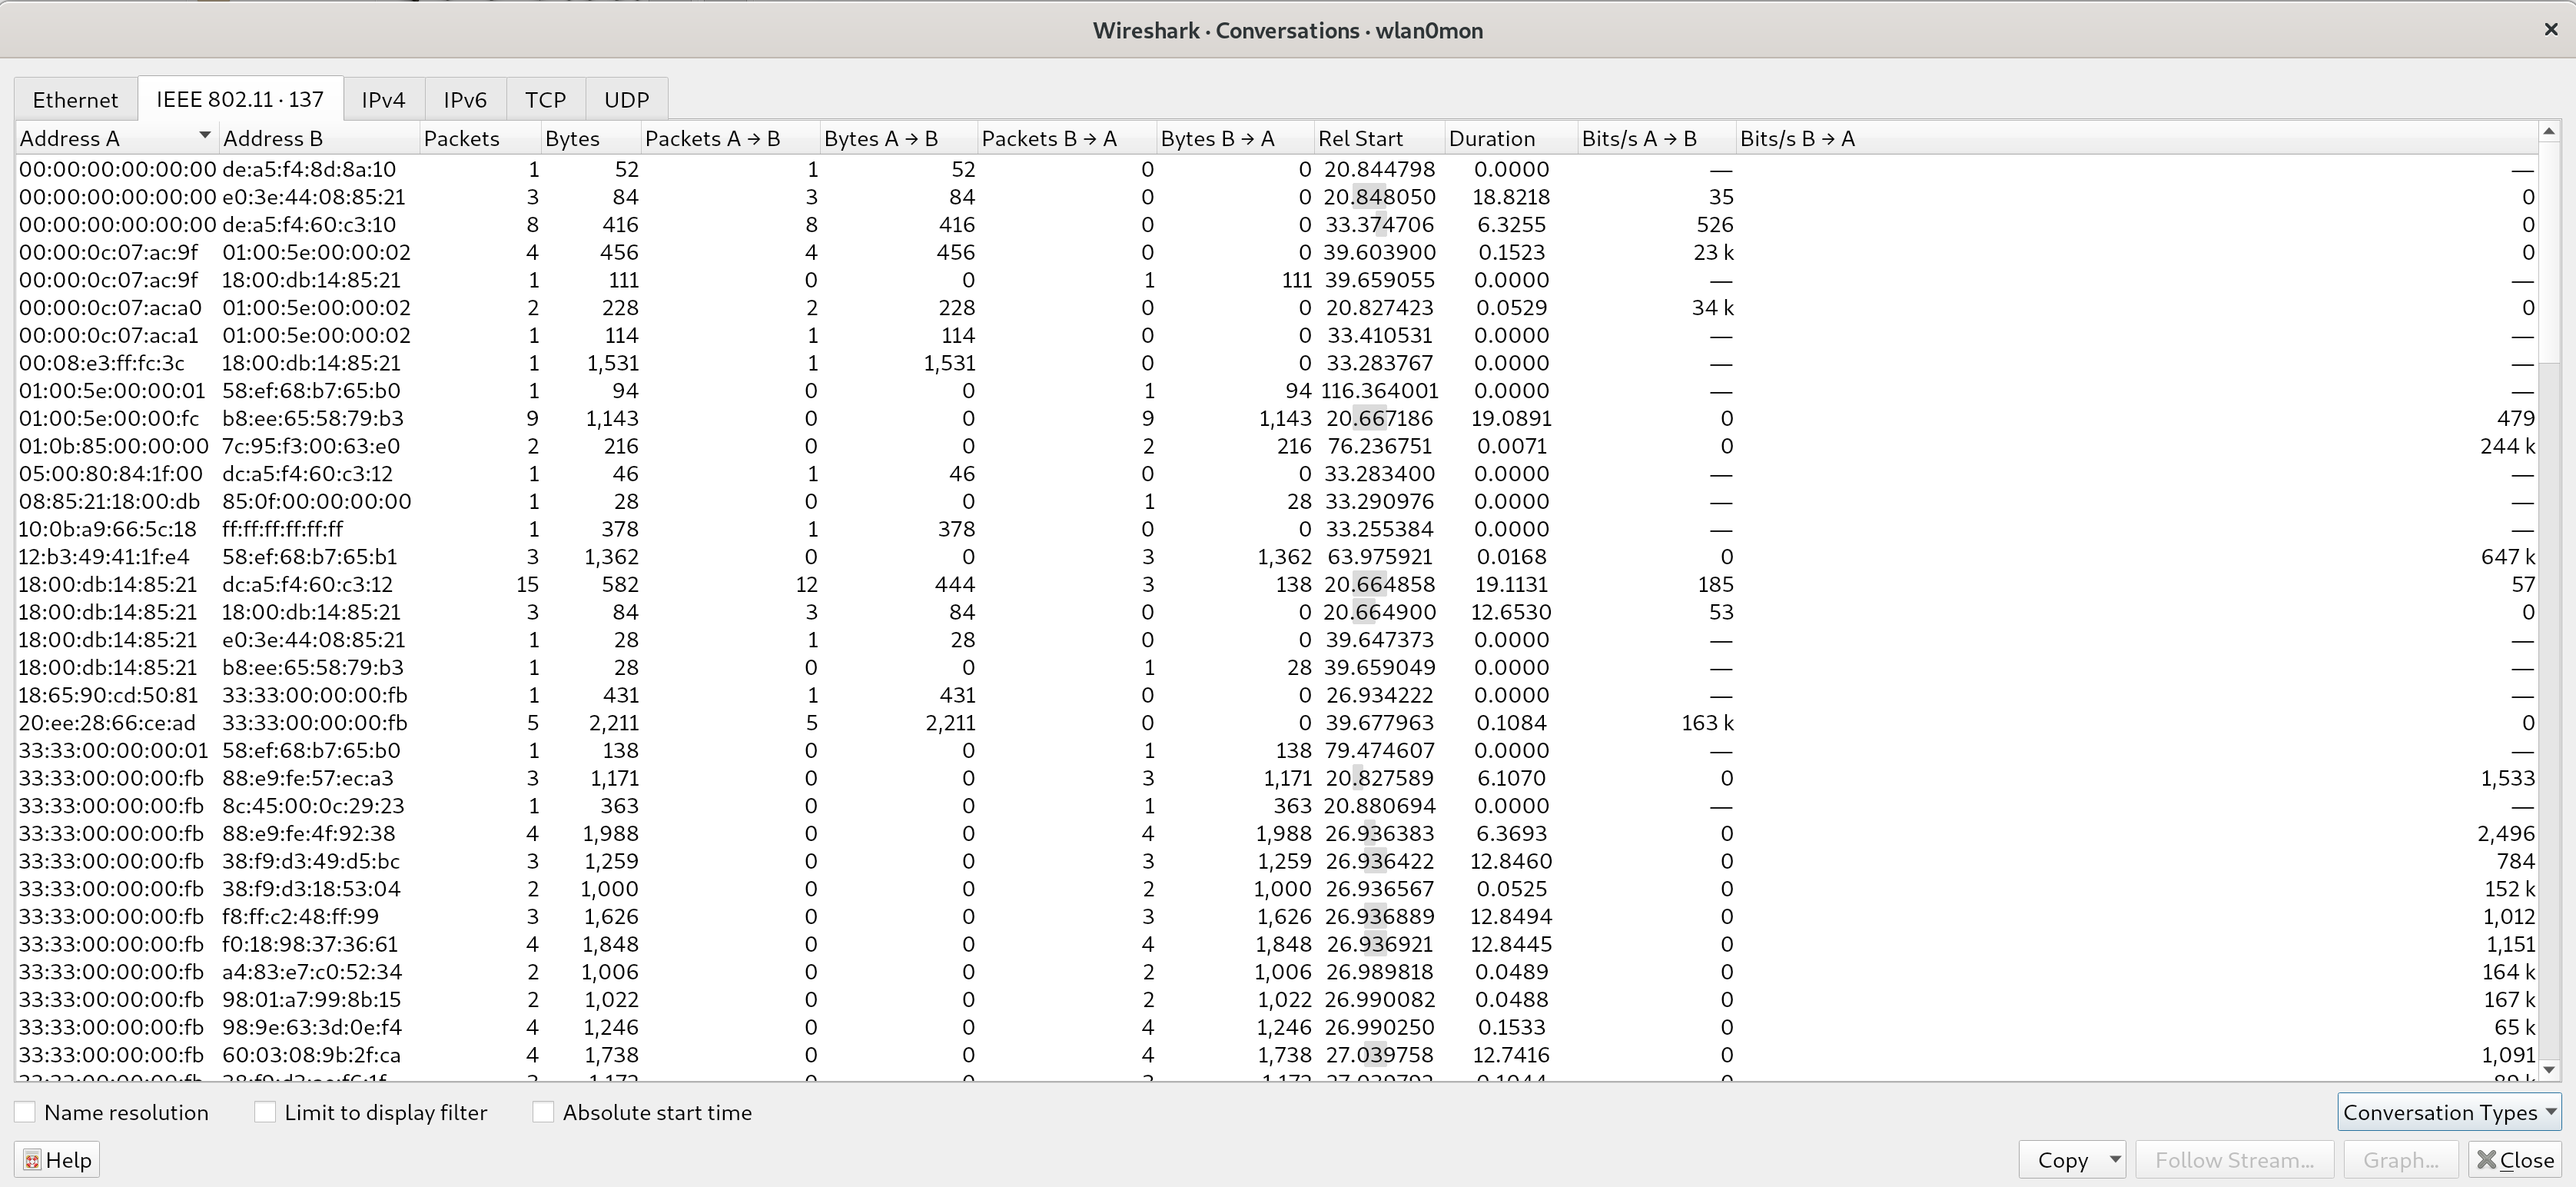 Wireshark · Conversations · wlan0mon
Ethernet IEEE 802.11 · 137 IPv4 IPv6 TCP UDP
Address A Address B Packets Bytes Packets A → B Bytes A → B Packets B → A Bytes B → A Rel Start Duration Bits/s A → B Bits/s B → A
00:00:00:00:00:00 de:a5:f4:8d:8a:10 1 52 1 52 0 0 20.844798 0.0000 — —
00:00:00:00:00:00 e0:3e:44:08:85:21 3 84 3 84 0 0 20.848050 18.8218 35 0
00:00:00:00:00:00 de:a5:f4:60:c3:10 8 416 8 416 0 0 33.374706 6.3255 526 0
00:00:0c:07:ac:9f 01:00:5e:00:00:02 4 456 4 456 0 0 39.603900 0.1523 23 k 0
00:00:0c:07:ac:9f 18:00:db:14:85:21 1 111 0 0 1 111 39.659055 0.0000 — —
00:00:0c:07:ac:a0 01:00:5e:00:00:02 2 228 2 228 0 0 20.827423 0.0529 34 k 0
00:00:0c:07:ac:a1 01:00:5e:00:00:02 1 114 1 114 0 0 33.410531 0.0000 — —
00:08:e3:ff:fc:3c 18:00:db:14:85:21 1 1,531 1 1,531 0 0 33.283767 0.0000 — —
01:00:5e:00:00:01 58:ef:68:b7:65:b0 1 94 0 0 1 94 116.364001 0.0000 — —
01:00:5e:00:00:fc b8:ee:65:58:79:b3 9 1,143 0 0 9 1,143 20.667186 19.0891 0 479
01:0b:85:00:00:00 7c:95:f3:00:63:e0 2 216 0 0 2 216 76.236751 0.0071 0 244 k
05:00:80:84:1f:00 dc:a5:f4:60:c3:12 1 46 1 46 0 0 33.283400 0.0000 — —
08:85:21:18:00:db 85:0f:00:00:00:00 1 28 0 0 1 28 33.290976 0.0000 — —
10:0b:a9:66:5c:18 ff:ff:ff:ff:ff:ff 1 378 1 378 0 0 33.255384 0.0000 — —
12:b3:49:41:1f:e4 58:ef:68:b7:65:b1 3 1,362 0 0 3 1,362 63.975921 0.0168 0 647 k
18:00:db:14:85:21 dc:a5:f4:60:c3:12 15 582 12 444 3 138 20.664858 19.1131 185 57
18:00:db:14:85:21 18:00:db:14:85:21 3 84 3 84 0 0 20.664900 12.6530 53 0
18:00:db:14:85:21 e0:3e:44:08:85:21 1 28 1 28 0 0 39.647373 0.0000 — —
18:00:db:14:85:21 b8:ee:65:58:79:b3 1 28 0 0 1 28 39.659049 0.0000 — —
18:65:90:cd:50:81 33:33:00:00:00:fb 1 431 1 431 0 0 26.934222 0.0000 — —
20:ee:28:66:ce:ad 33:33:00:00:00:fb 5 2,211 5 2,211 0 0 39.677963 0.1084 163 k 0
33:33:00:00:00:01 58:ef:68:b7:65:b0 1 138 0 0 1 138 79.474607 0.0000 — —
33:33:00:00:00:fb 88:e9:fe:57:ec:a3 3 1,171 0 0 3 1,171 20.827589 6.1070 0 1,533
33:33:00:00:00:fb 8c:45:00:0c:29:23 1 363 0 0 1 363 20.880694 0.0000 — —
33:33:00:00:00:fb 88:e9:fe:4f:92:38 4 1,988 0 0 4 1,988 26.936383 6.3693 0 2,496
33:33:00:00:00:fb 38:f9:d3:49:d5:bc 3 1,259 0 0 3 1,259 26.936422 12.8460 0 784
33:33:00:00:00:fb 38:f9:d3:18:53:04 2 1,000 0 0 2 1,000 26.936567 0.0525 0 152 k
33:33:00:00:00:fb f8:ff:c2:48:ff:99 3 1,626 0 0 3 1,626 26.936889 12.8494 0 1,012
33:33:00:00:00:fb f0:18:98:37:36:61 4 1,848 0 0 4 1,848 26.936921 12.8445 0 1,151
33:33:00:00:00:fb a4:83:e7:c0:52:34 2 1,006 0 0 2 1,006 26.989818 0.0489 0 164 k
33:33:00:00:00:fb 98:01:a7:99:8b:15 2 1,022 0 0 2 1,022 26.990082 0.0488 0 167 k
33:33:00:00:00:fb 98:9e:63:3d:0e:f4 4 1,246 0 0 4 1,246 26.990250 0.1533 0 65 k
33:33:00:00:00:fb 60:03:08:9b:2f:ca 4 1,738 0 0 4 1,738 27.039758 12.7416 0 1,091
Name resolution Limit to display filter Absolute start time Conversation Types
Help Copy Follow Stream... Graph... Close